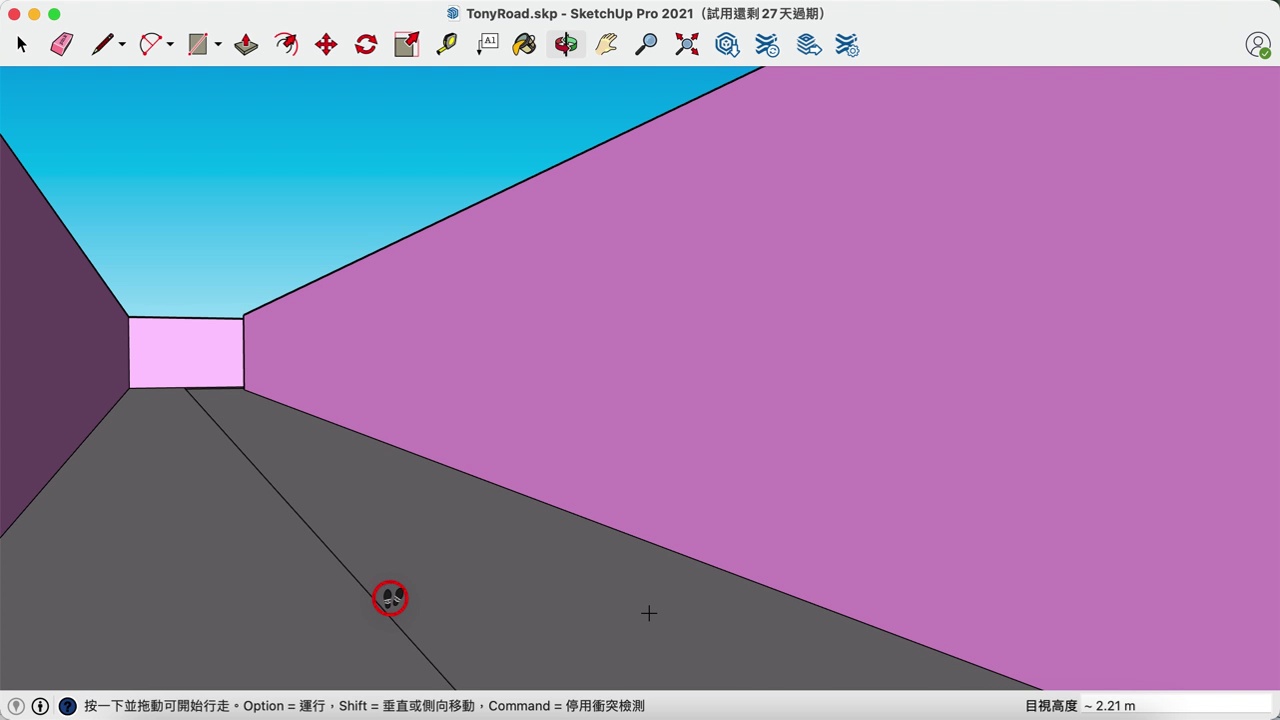 TonyRoad.skp - SketchUp Pro 2021（試用還剩 27 天過期）
A1
按一下並拖動可開始行走。Option = 運行，Shift = 垂直或側向移動，Command = 停用衝突檢測
目視高度 ~ 2.21 m